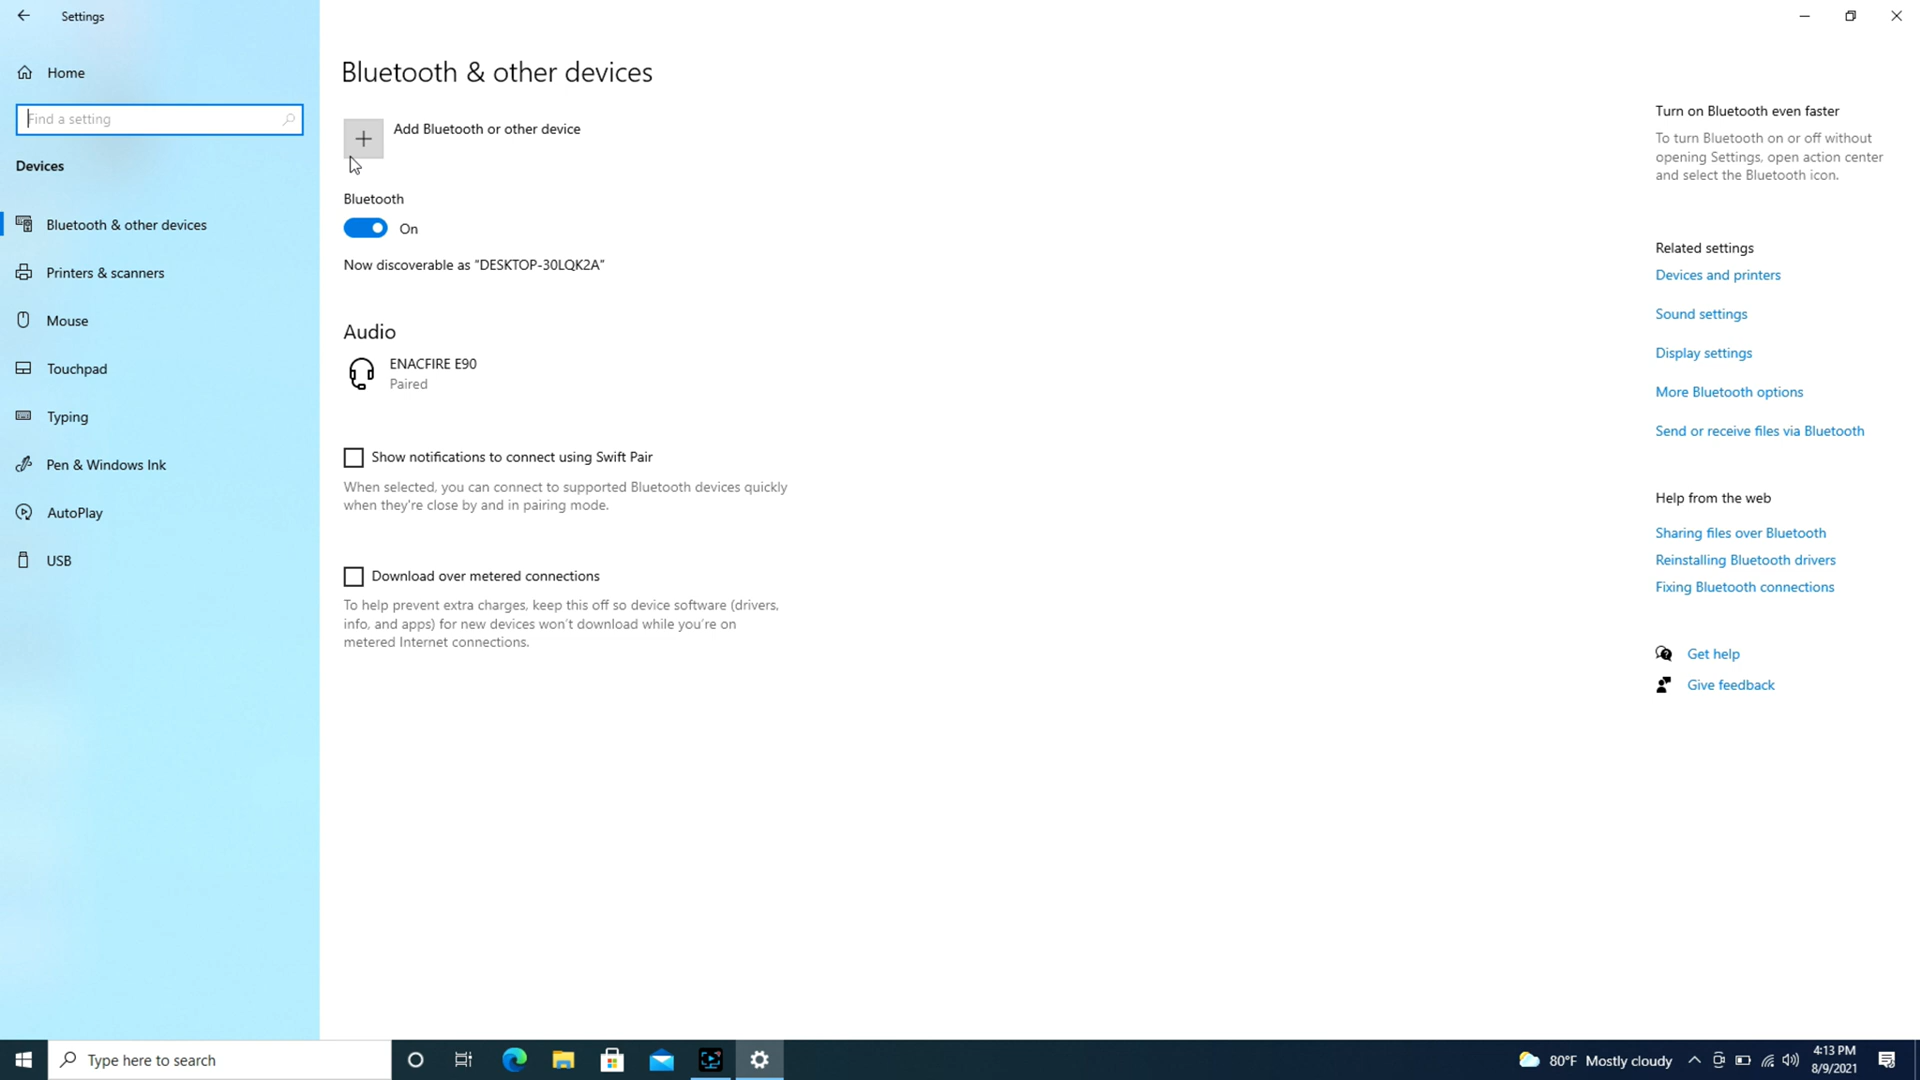 Settings
Home
Find a setting
Devices
Bluetooth & other devices
Printers & scanners
Mouse
Touchpad
Typing
Pen & Windows Ink
AutoPlay
USB
Bluetooth & other devices
Add Bluetooth or other device
Bluetooth
On
Now discoverable as "DESKTOP-30LQK2A"
Audio
ENACFIRE E90
Paired
Show notifications to connect using Swift Pair
When selected, you can connect to supported Bluetooth devices quickly
when they're close by and in pairing mode.
Download over metered connections
To help prevent extra charges, keep this off so device software (drivers,
info, and apps) for new devices won't download while you're on
metered Internet connections.
Turn on Bluetooth even faster
To turn Bluetooth on or off without
opening Settings, open action center
and select the Bluetooth icon.
Related settings
Devices and printers
Sound settings
Display settings
More Bluetooth options
Send or receive files via Bluetooth
Help from the web
Sharing files over Bluetooth
Reinstalling Bluetooth drivers
Fixing Bluetooth connections
Get help
Give feedback
Type here to search
80°F Mostly cloudy
4:13 PM
8/9/2021